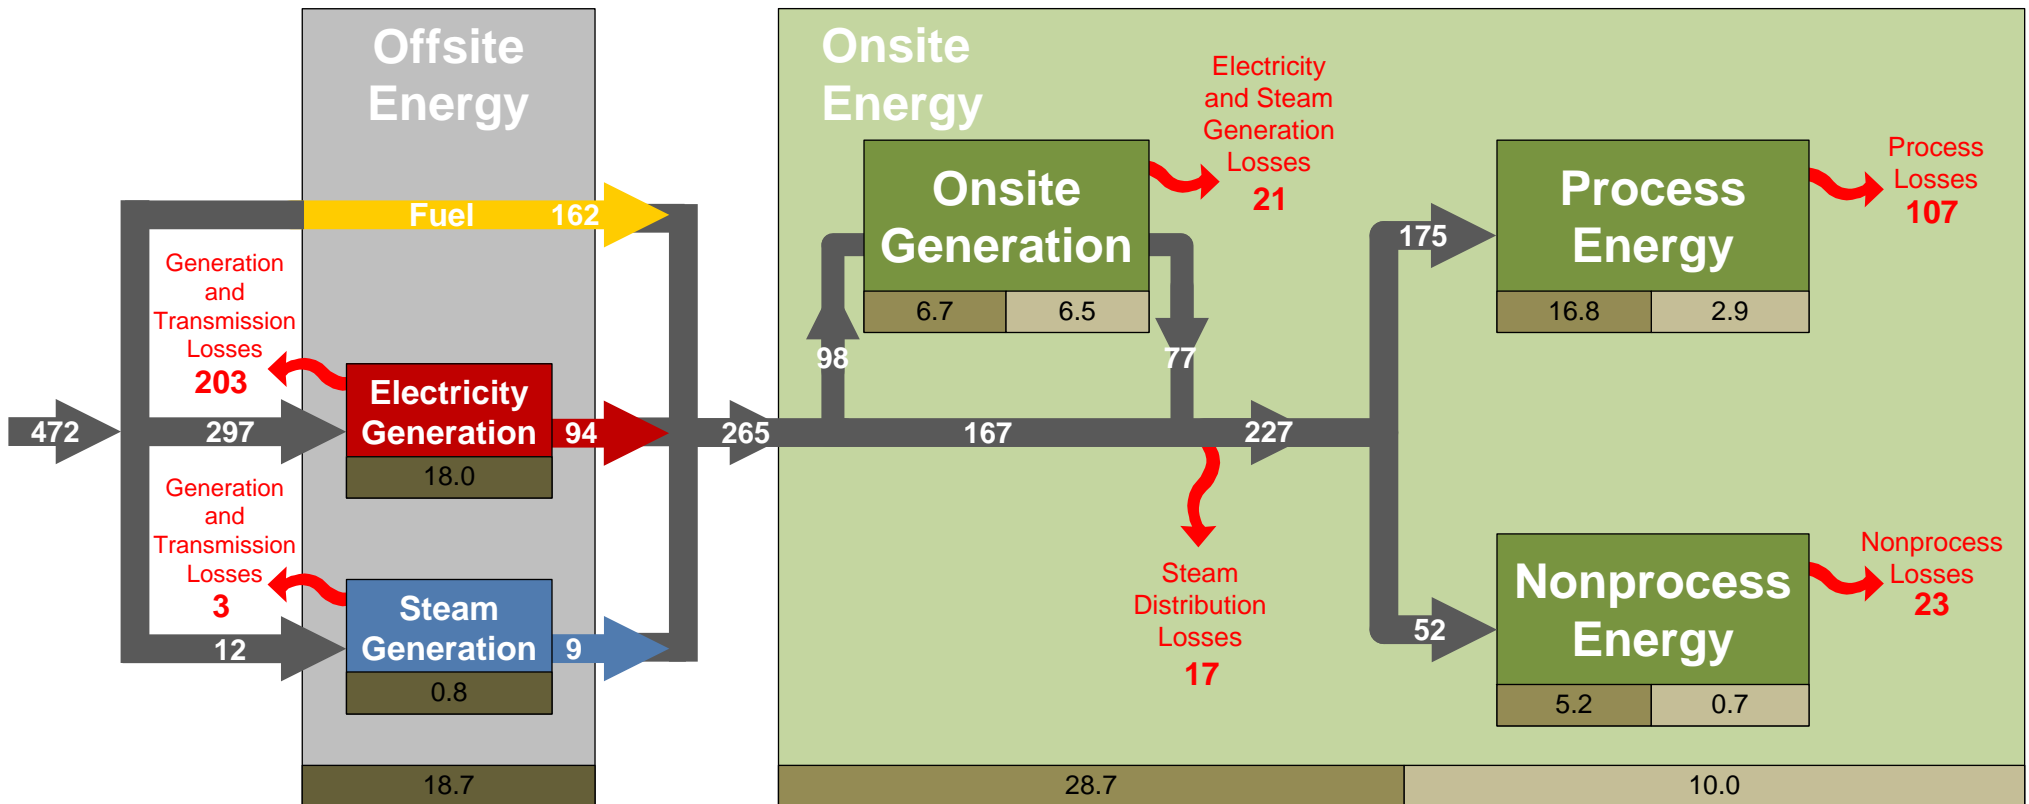 Offsite
Energy
Onsite
Energy
Electricity
and Steam
Generation
Losses
21
Process
Losses
107
Onsite
Generation
6.7
6.5
Process
Energy
16.8
2.9
Fuel
162
175
Generation
and
Transmission
Losses
203
98
77
472
297
Electricity
Generation
18.0
94
265
167
227
Generation
and
Transmission
Losses
3
12
Steam
Generation
0.8
9
Steam
Distribution
Losses
17
52
Nonprocess
Energy
5.2
0.7
Nonprocess
Losses
23
18.7
28.7
10.0